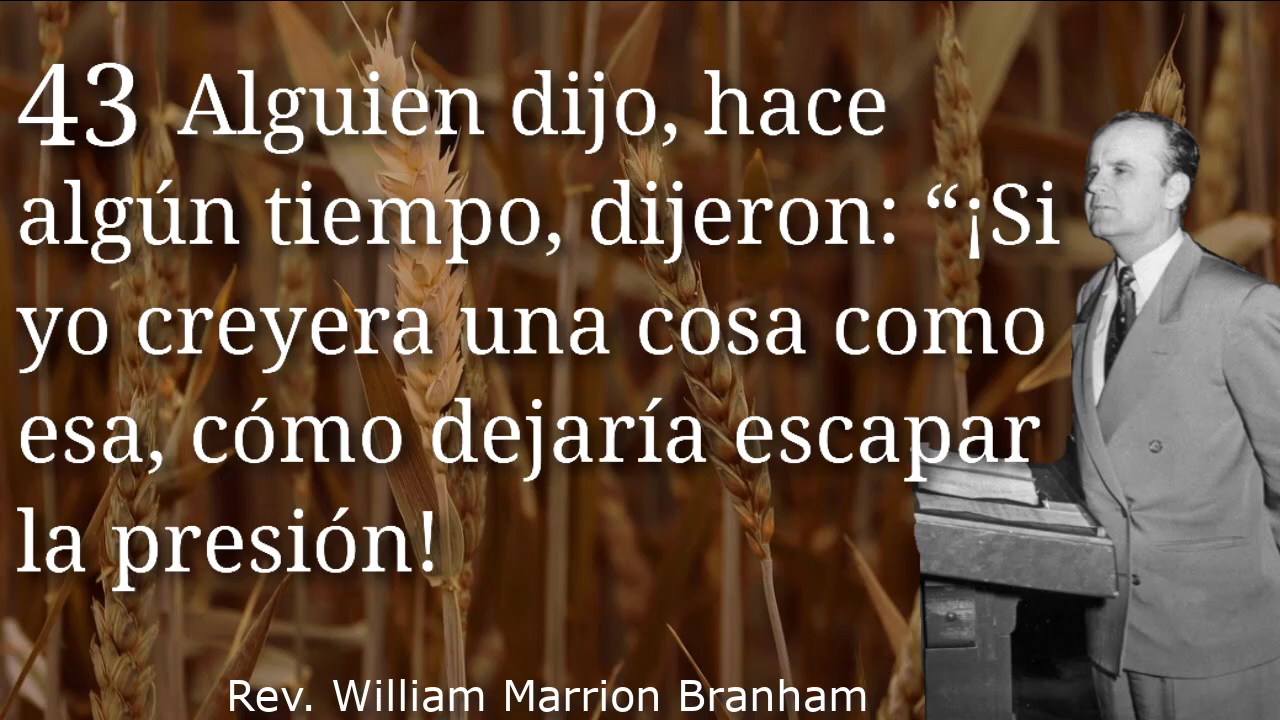 43 Alguien dijo, hace
algún tiempo, dijeron: “¡Si
yo creyera una cosa como
esa, cómo dejaría escapar
la presión!
Rev. William Marrion Branham